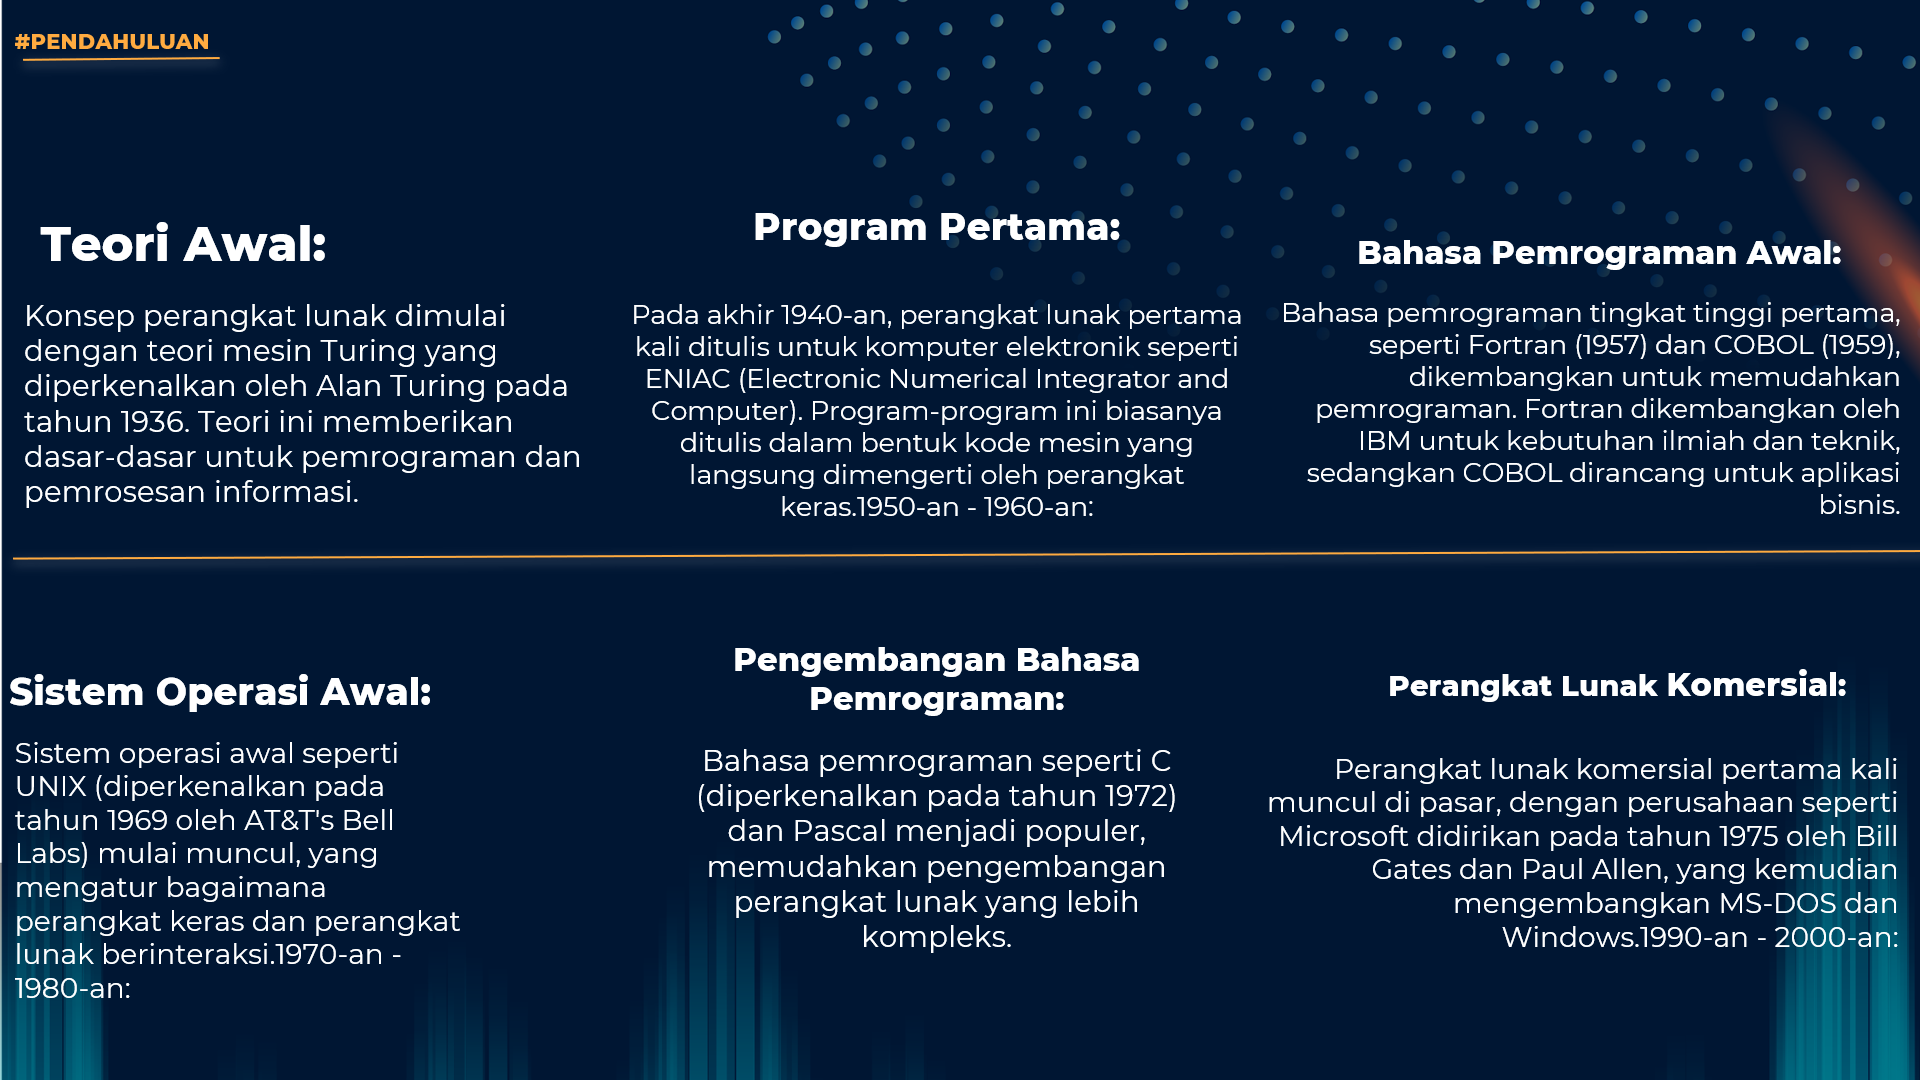 #PENDAHULUAN
Teori Awal:
Konsep perangkat lunak dimulai
dengan teori mesin Turing yang
diperkenalkan oleh Alan Turing pada
tahun 1936. Teori ini memberikan
dasar-dasar untuk pemrograman dan
pemrosesan informasi.
Program Pertama:
Pada akhir 1940-an, perangkat lunak pertama
kali ditulis untuk komputer elektronik seperti
ENIAC (Electronic Numerical Integrator and
Computer). Program-program ini biasanya
ditulis dalam bentuk kode mesin yang
langsung dimengerti oleh perangkat
keras.1950-an - 1960-an:
Bahasa Pemrograman Awal:
Bahasa pemrograman tingkat tinggi pertama,
seperti Fortran (1957) dan COBOL (1959),
dikembangkan untuk memudahkan
pemrograman. Fortran dikembangkan oleh
IBM untuk kebutuhan ilmiah dan teknik,
sedangkan COBOL dirancang untuk aplikasi
bisnis.
Sistem Operasi Awal:
Sistem operasi awal seperti
UNIX (diperkenalkan pada
tahun 1969 oleh AT&T's Bell
Labs) mulai muncul, yang
mengatur bagaimana
perangkat keras dan perangkat
lunak berinteraksi.1970-an -
1980-an:
Pengembangan Bahasa
Pemrograman:
Bahasa pemrograman seperti C
(diperkenalkan pada tahun 1972)
dan Pascal menjadi populer,
memudahkan pengembangan
perangkat lunak yang lebih
kompleks.
Perangkat Lunak Komersial:
Perangkat lunak komersial pertama kali
muncul di pasar, dengan perusahaan seperti
Microsoft didirikan pada tahun 1975 oleh Bill
Gates dan Paul Allen, yang kemudian
mengembangkan MS-DOS dan
Windows.1990-an - 2000-an: